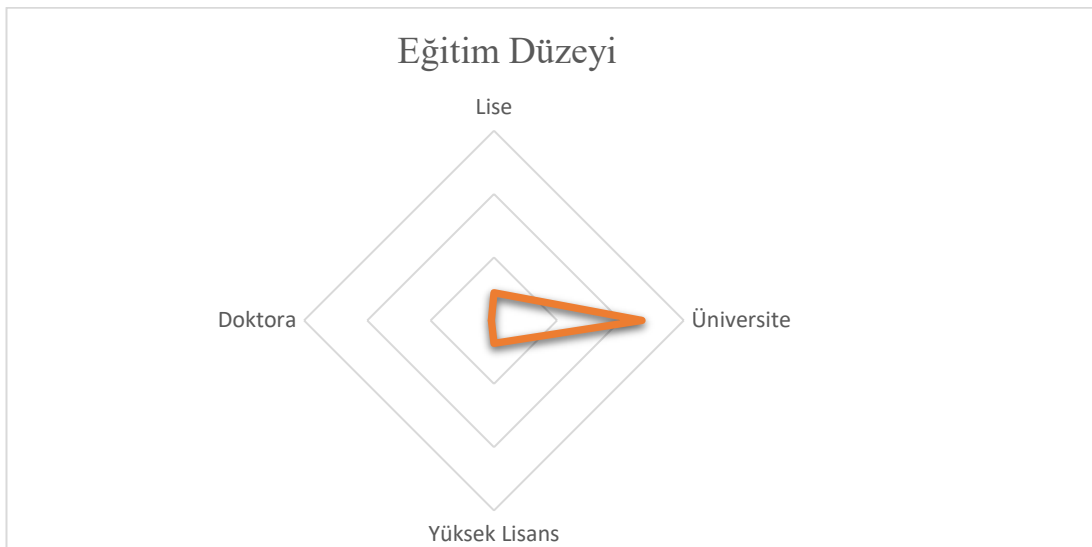 Eğitim Düzeyi
Lise
Doktora
Üniversite
Yüksek Lisans